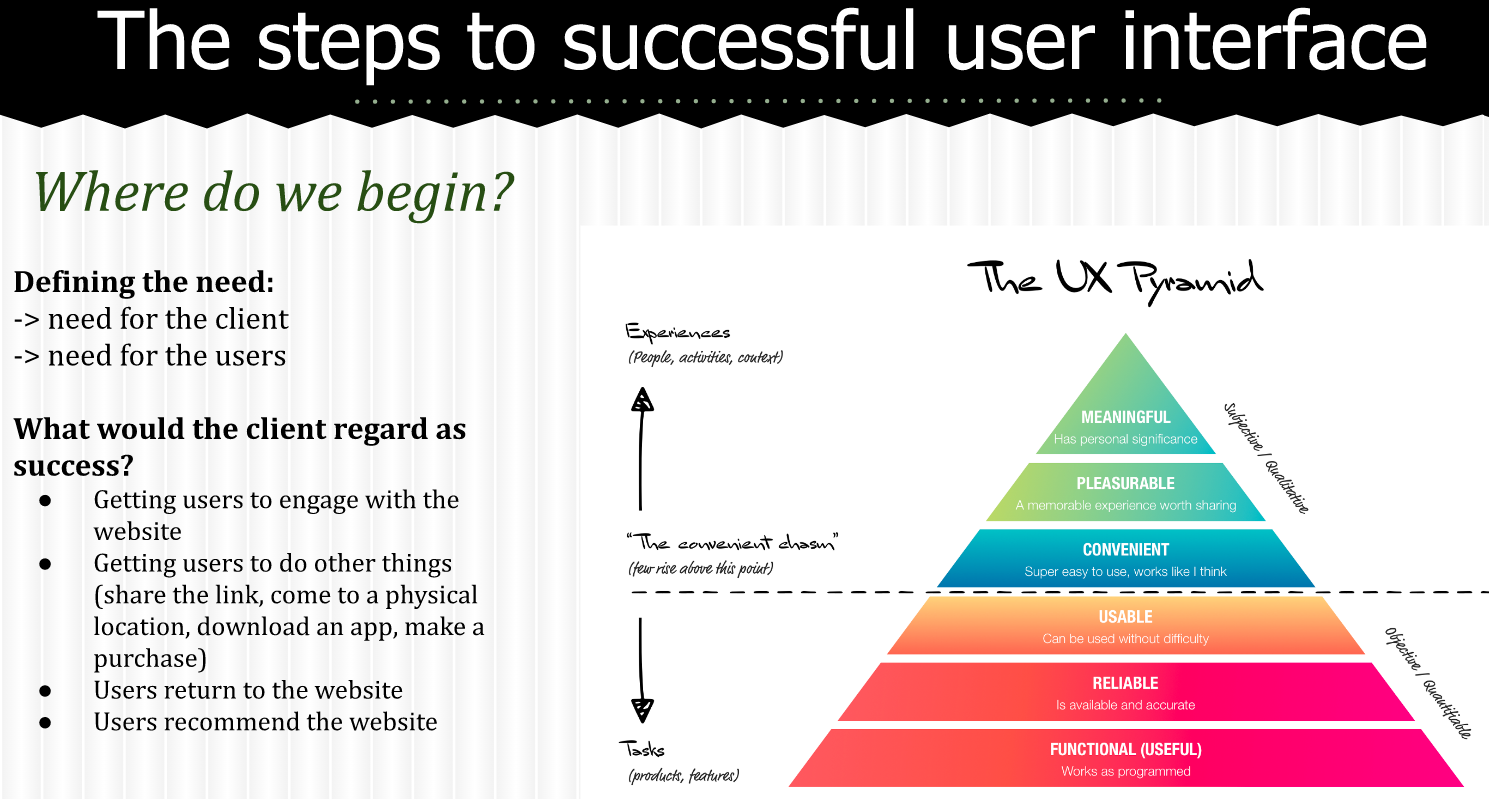 The steps to successful user interface
Where do we begin?
Defining the need:
-> need for the client
-> need for the users
What would the client regard as
success?
● Getting users to engage with the
website
● Getting users to do other things
(share the link, come to a physical
location, download an app, make a
purchase)
● Users return to the website
● Users recommend the website
The UX Pyramid
Experiences
(People, activities, context)
"The convenient chasm"
(few rise above this point)
Tasks
(products, features)
MEANINGFUL
Has personal significance
PLEASURABLE
A memorable experience worth sharing
CONVENIENT
Super easy to use, works like I think
USABLE
Can be used without difficulty
RELIABLE
Is available and accurate
FUNCTIONAL (USEFUL)
Works as programmed
Subjective / Qualitative
Objective / Quantifiable